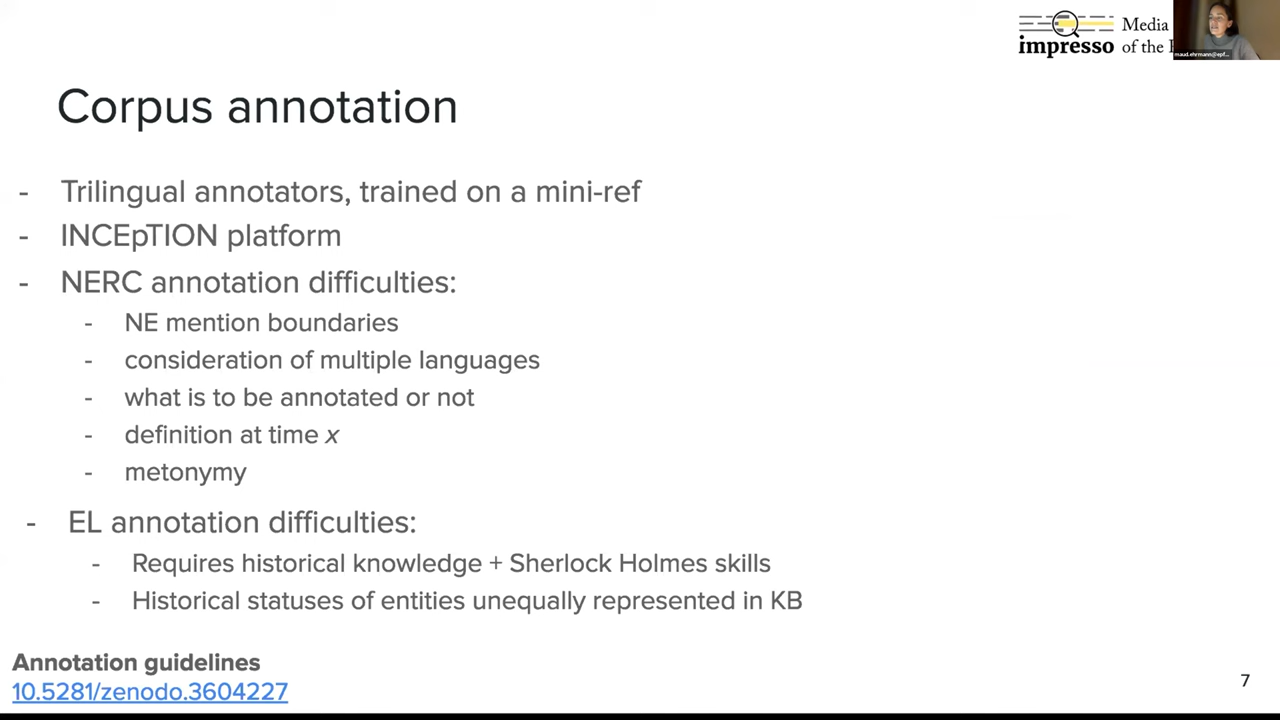 impresso
Media
of the
maud.ehrmann@epf...
Corpus annotation
- Trilingual annotators, trained on a mini-ref
- INCEpTION platform
- NERC annotation difficulties:
- NE mention boundaries
- consideration of multiple languages
- what is to be annotated or not
- definition at time x
- metonymy
- EL annotation difficulties:
- Requires historical knowledge + Sherlock Holmes skills
- Historical statuses of entities unequally represented in KB
Annotation guidelines
10.5281/zenodo.3604227
7